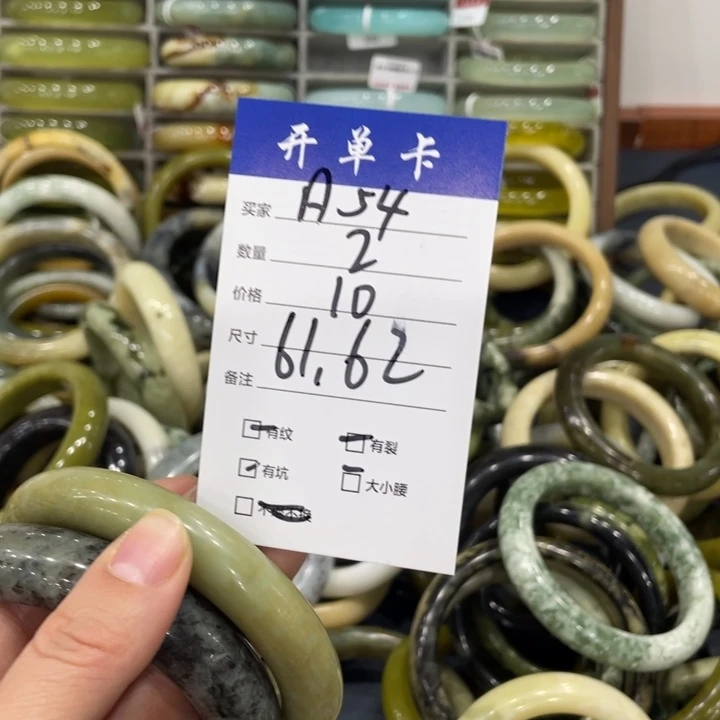 开单卡
买家 A54
数量 2
价格 10
尺寸 61.62
备注
有纹 有裂
有坑 大小腰